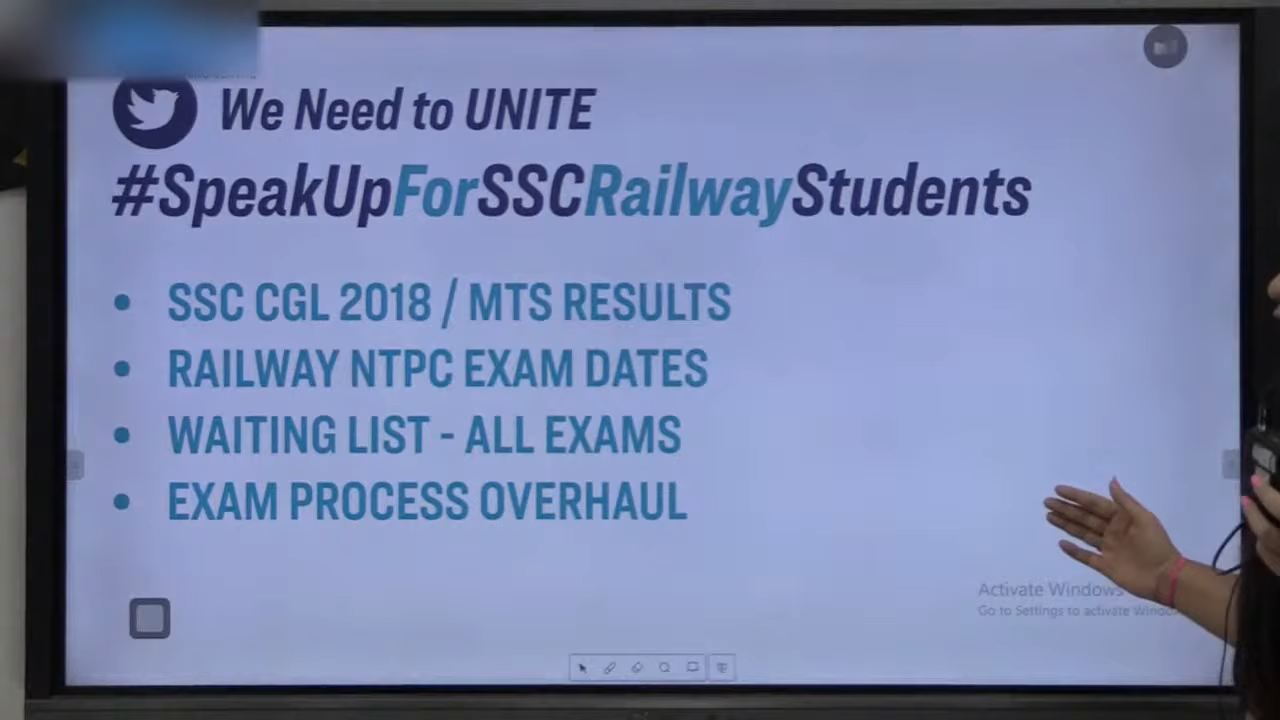 We Need to UNITE
#SpeakUpForSSCRailwayStudents
• SSC CGL 2018 / MTS RESULTS
• RAILWAY NTPC EXAM DATES
• WAITING LIST - ALL EXAMS
• EXAM PROCESS OVERHAUL
Activate Windows
Go to Settings to activate